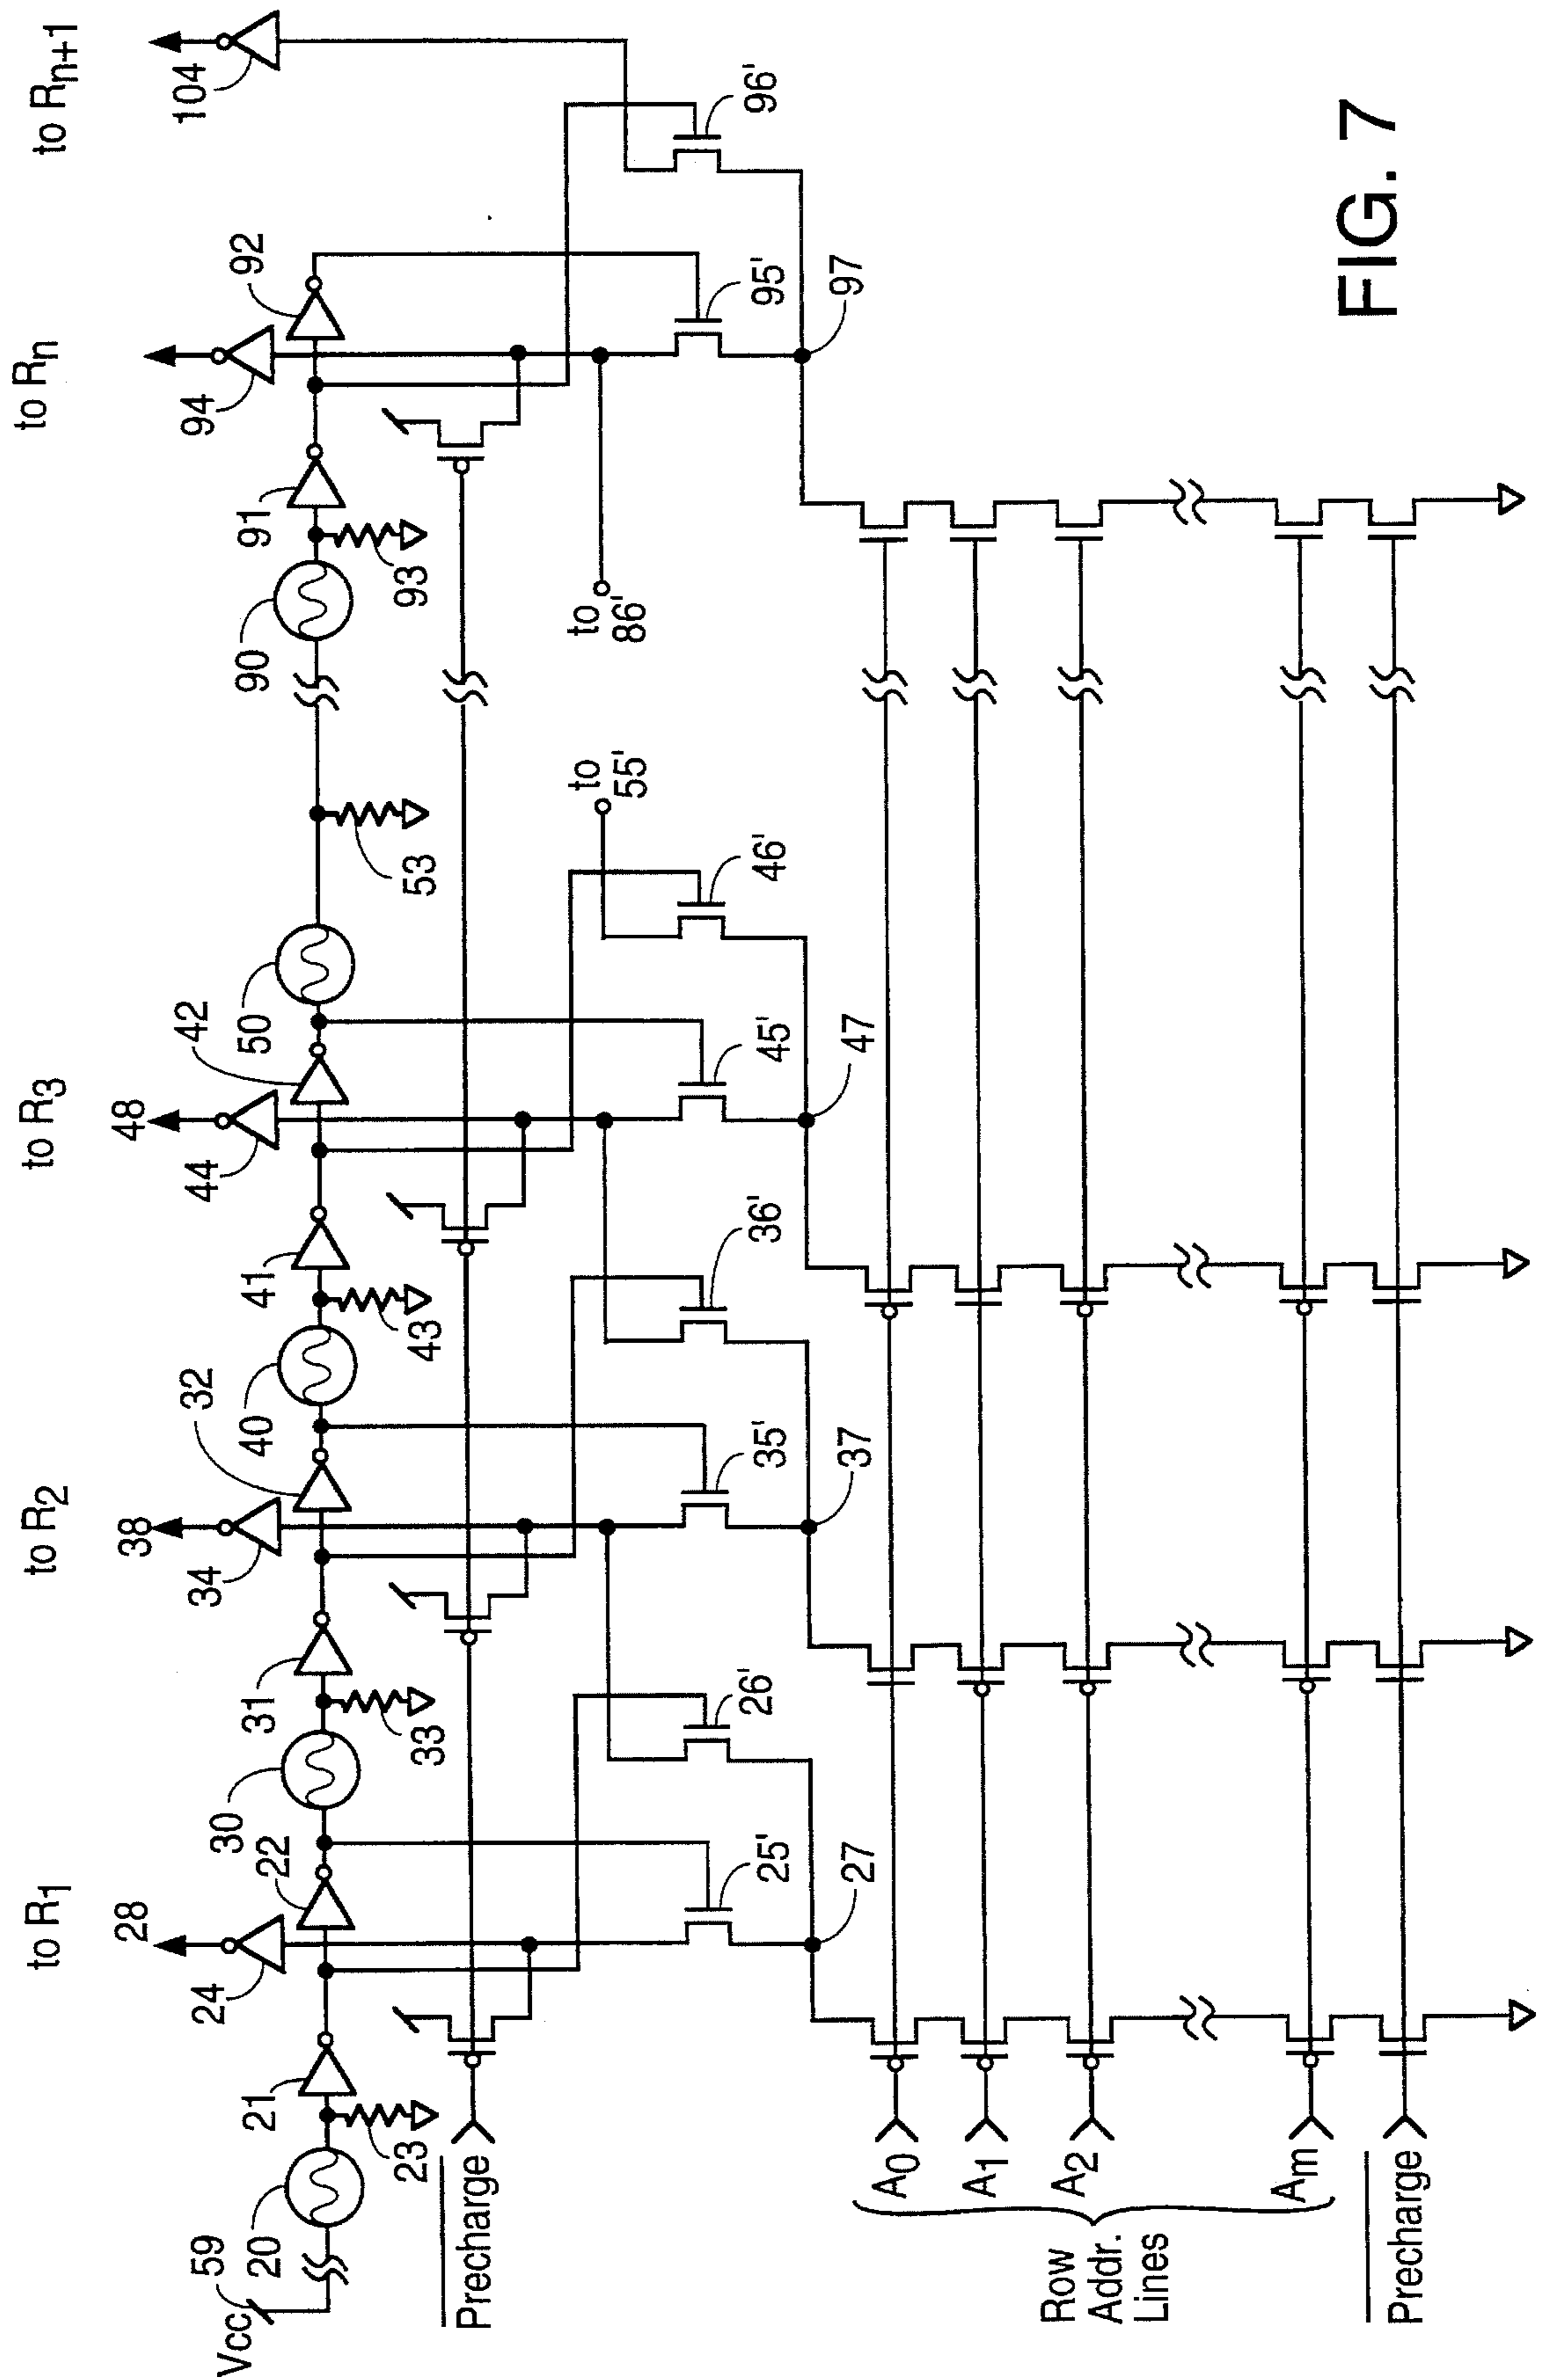 to R1
to R2
to R3
to Rn
to Rn+1
28
38
48
24
34
44
94
104
Vcc
59
20
21
22
30
31
32
40
41
42
50
90
91
92
23
33
43
53
93
Precharge
to 55'
to 86'
25'
26'
35'
36'
45'
46'
95'
96'
27
37
47
97
Row
Addr.
Lines
A0
A1
A2
Am
Precharge
FIG. 7